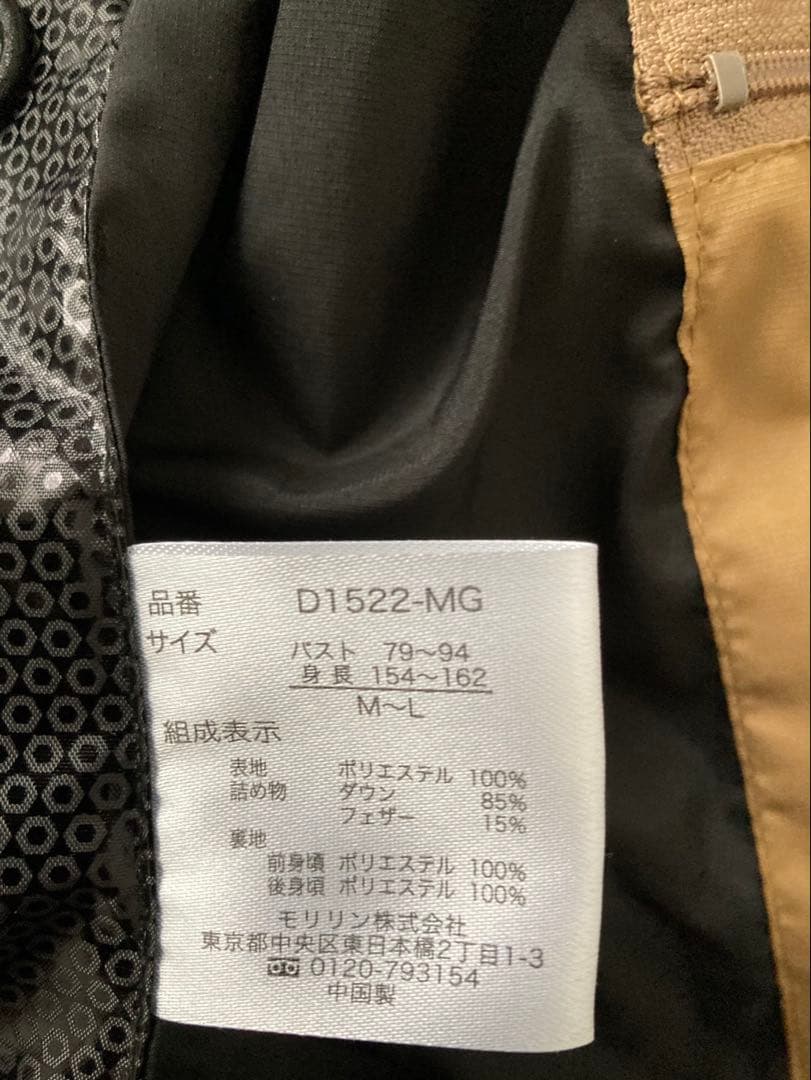 品番 D1522-MG
サイズ バスト 79〜94
身長 154〜162
M〜L
組成表示
表地 ポリエステル 100%
詰め物 ダウン 85%
フェザー 15%
裏地
前身頃 ポリエステル 100%
後身頃 ポリエステル 100%
モリリン株式会社
東京都中央区東日本橋2丁目1-3
0120-793154
中国製